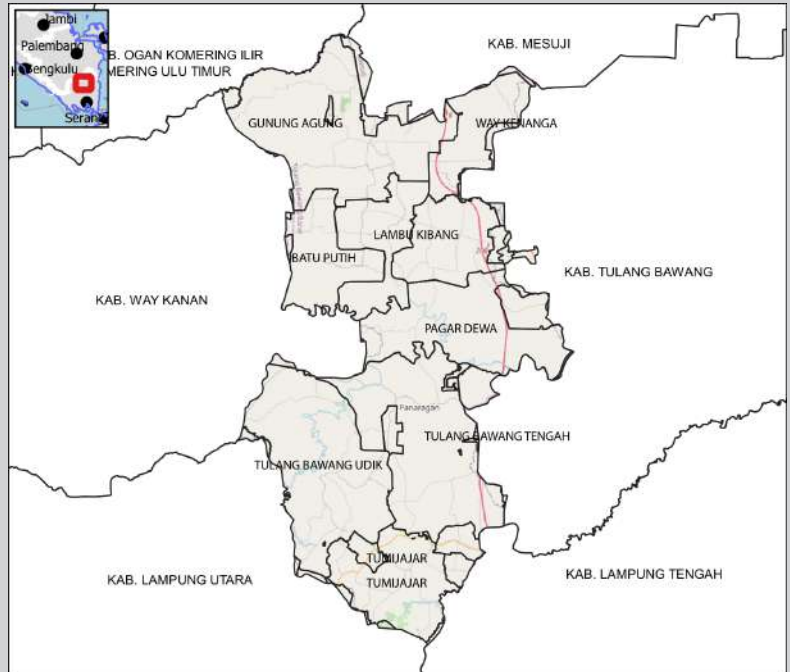 Jambi
Palembang
Bengkulu
Seran
B. OGAN KOMERING ILIR
MERING ULU TIMUR
KAB. MESUJI
GUNUNG AGUNG
WAY KENANGA
LAMBU KIBANG
BATU PUTIH
KAB. TULANG BAWANG
KAB. WAY KANAN
PAGAR DEWA
Panaragan
TULANG BAWANG TENGAH
TULANG BAWANG UDIK
TUMIJAJAR
TUMIJAJAR
KAB. LAMPUNG UTARA
KAB. LAMPUNG TENGAH